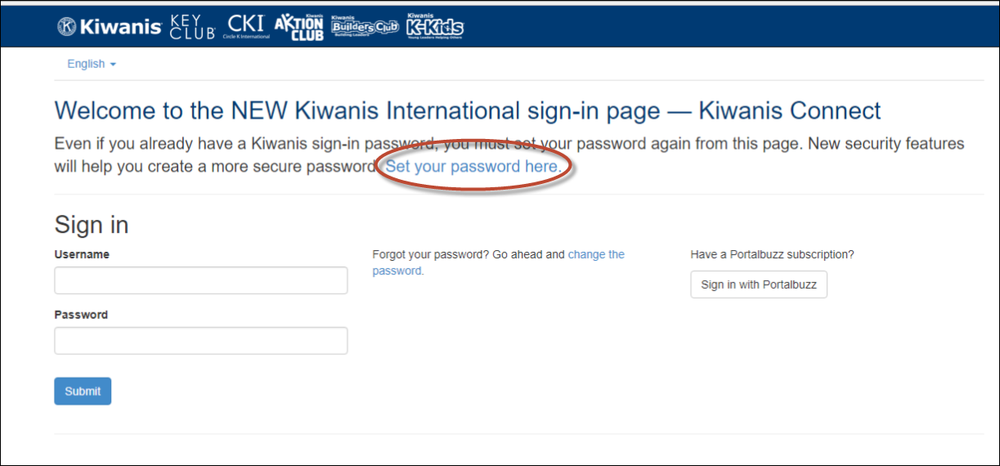 Kiwanis KEY CLUB CKI Circle K International Kiwanis AKTION CLUB Kiwanis Builders Club Building Leaders Kiwanis K-Kids Young Leaders Helping Others
English
Welcome to the NEW Kiwanis International sign-in page — Kiwanis Connect
Even if you already have a Kiwanis sign-in password, you must set your password again from this page. New security features
will help you create a more secure password. Set your password here.
Sign in
Username
Forgot your password? Go ahead and change the
password.
Have a Portalbuzz subscription?
Sign in with Portalbuzz
Password
Submit